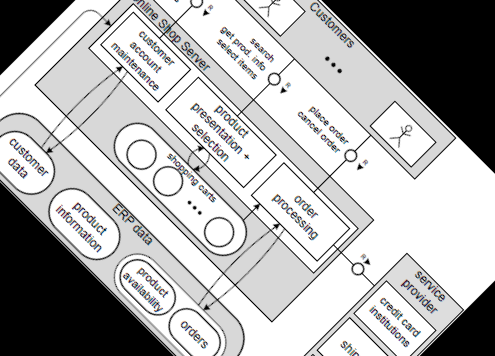 Customers
Online Shop Server
search
get prod. info
select items
place order
cancel order
R
R
R
R
customer
account
maintenance
product
presentation +
selection
order
processing
shopping carts
customer
data
product
information
ERP data
product
availability
orders
service
provider
credit card
institutions